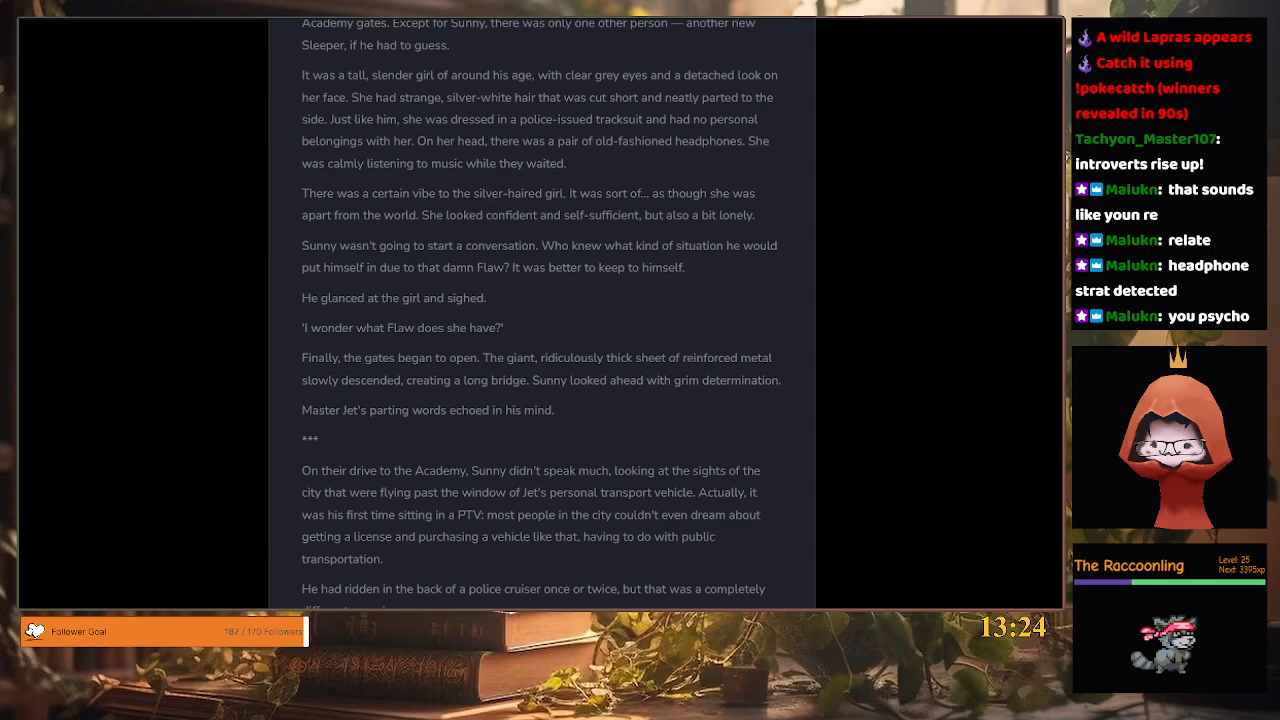 Academy gates. Except for Sunny, there was only one other person — another new
Sleeper, if he had to guess.
It was a tall, slender girl of around his age, with clear grey eyes and a detached look on
her face. She had strange, silver-white hair that was cut short and neatly parted to the
side. Just like him, she was dressed in a police-issued tracksuit and had no personal
belongings with her. On her head, there was a pair of old-fashioned headphones. She
was calmly listening to music while they waited.
There was a certain vibe to the silver-haired girl. It was sort of... as though she was
apart from the world. She looked confident and self-sufficient, but also a bit lonely.
Sunny wasn't going to start a conversation. Who knew what kind of situation he would
put himself in due to that damn Flaw? It was better to keep to himself.
He glanced at the girl and sighed.
'I wonder what Flaw does she have?'
Finally, the gates began to open. The giant, ridiculously thick sheet of reinforced metal
slowly descended, creating a long bridge. Sunny looked ahead with grim determination.
Master Jet's parting words echoed in his mind.
***
On their drive to the Academy, Sunny didn't speak much, looking at the sights of the
city that were flying past the window of Jet's personal transport vehicle. Actually, it
was his first time sitting in a PTV: most people in the city couldn't even dream about
getting a license and purchasing a vehicle like that, having to do with public
transportation.
He had ridden in the back of a police cruiser once or twice, but that was a completely
A wild Lapras appears
Catch it using
!pokecatch (winners
revealed in 90s)
Tachyon_Master107:
introverts rise up!
Malukn: that sounds
like youn re
Malukn: relate
Malukn: headphone
strat detected
Malukn: you psycho
The Raccoonling
Level: 25
Next: 3395xp
Follower Goal
167 / 170 Followers
13:24